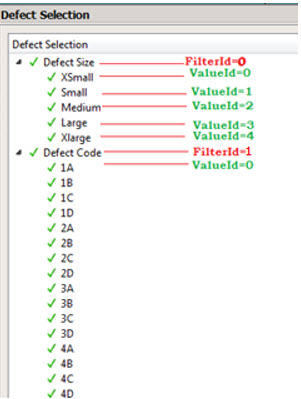 Defect Selection
Defect Selection
Defect Size FilterId=0
XSmall ValueId=0
Small ValueId=1
Medium ValueId=2
Large ValueId=3
Xlarge ValueId=4
Defect Code FilterId=1
1A ValueId=0
1B
1C
1D
2A
2B
2C
2D
3A
3B
3C
3D
4A
4B
4C
4D